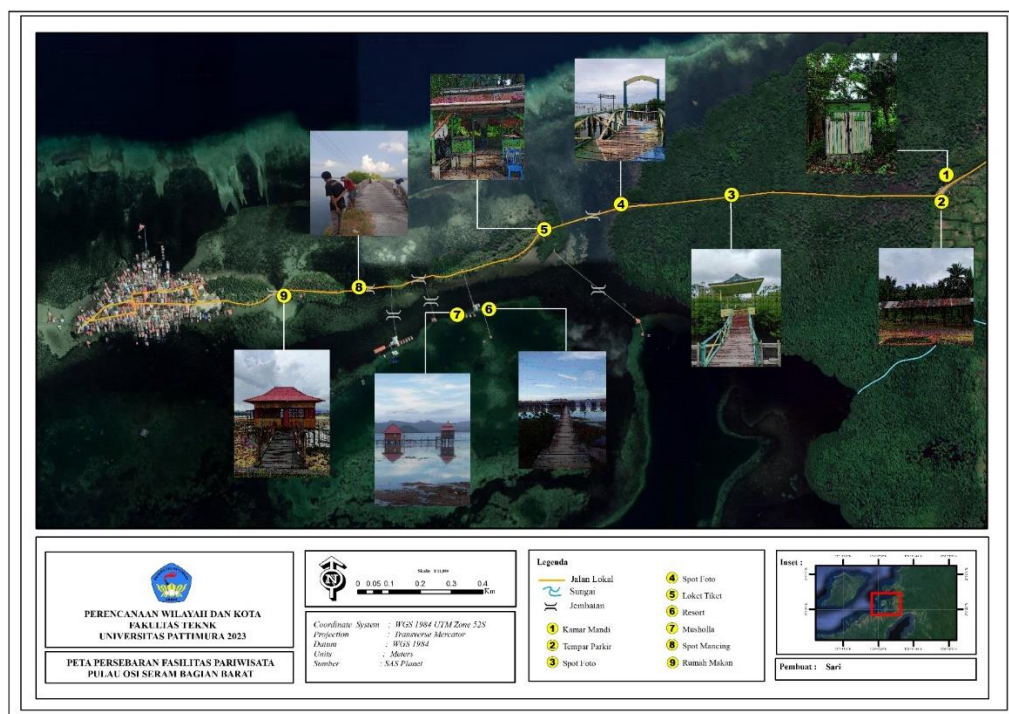 1
2
3
4
5
6
7
8
9
PERENCANAAN WILAYAH DAN KOTA
FAKULTAS TEKNK
UNIVERSITAS PATTIMURA 2023
PETA PERSEBARAN FASILITAS PARIWISATA
PULAU OSI SERAM BAGIAN BARAT
N
Skala
0 0.05 0.1 0.2 0.3 0.4
Km
Coordinate System : WGS 1984 UTM Zone 52S
Projection : Transverse Mercator
Datum : WGS 1984
Units : Meters
Sumber : SAS Planet
Legenda
Jalan Lokal
Sungai
Jembatan
1 Kamar Mandi
2 Tempar Parkir
3 Spot Foto
4 Spot Foto
5 Loket Tiket
6 Resort
7 Musholla
8 Spot Mancing
9 Rumah Makan
Inset :
Pembuat : Sari